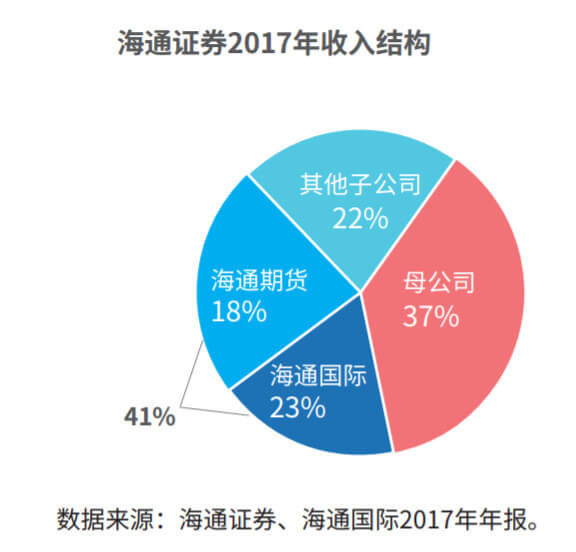 海通证券2017年收入结构
其他子公司
22%
母公司
37%
海通期货
18%
海通国际
23%
41%
数据来源：海通证券、海通国际2017年年报。